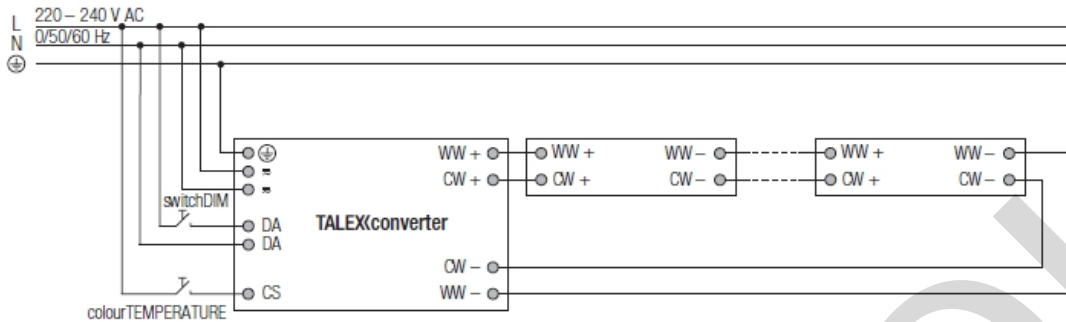 L 220 – 240 V AC
N 0/50/60 Hz
WW + WW + WW – WW + WW –
= CW + CW + CW – CW + CW –
=
switchDIM
DA TALEXXconverter
DA
CW –
CS WW –
colourTEMPERATURE